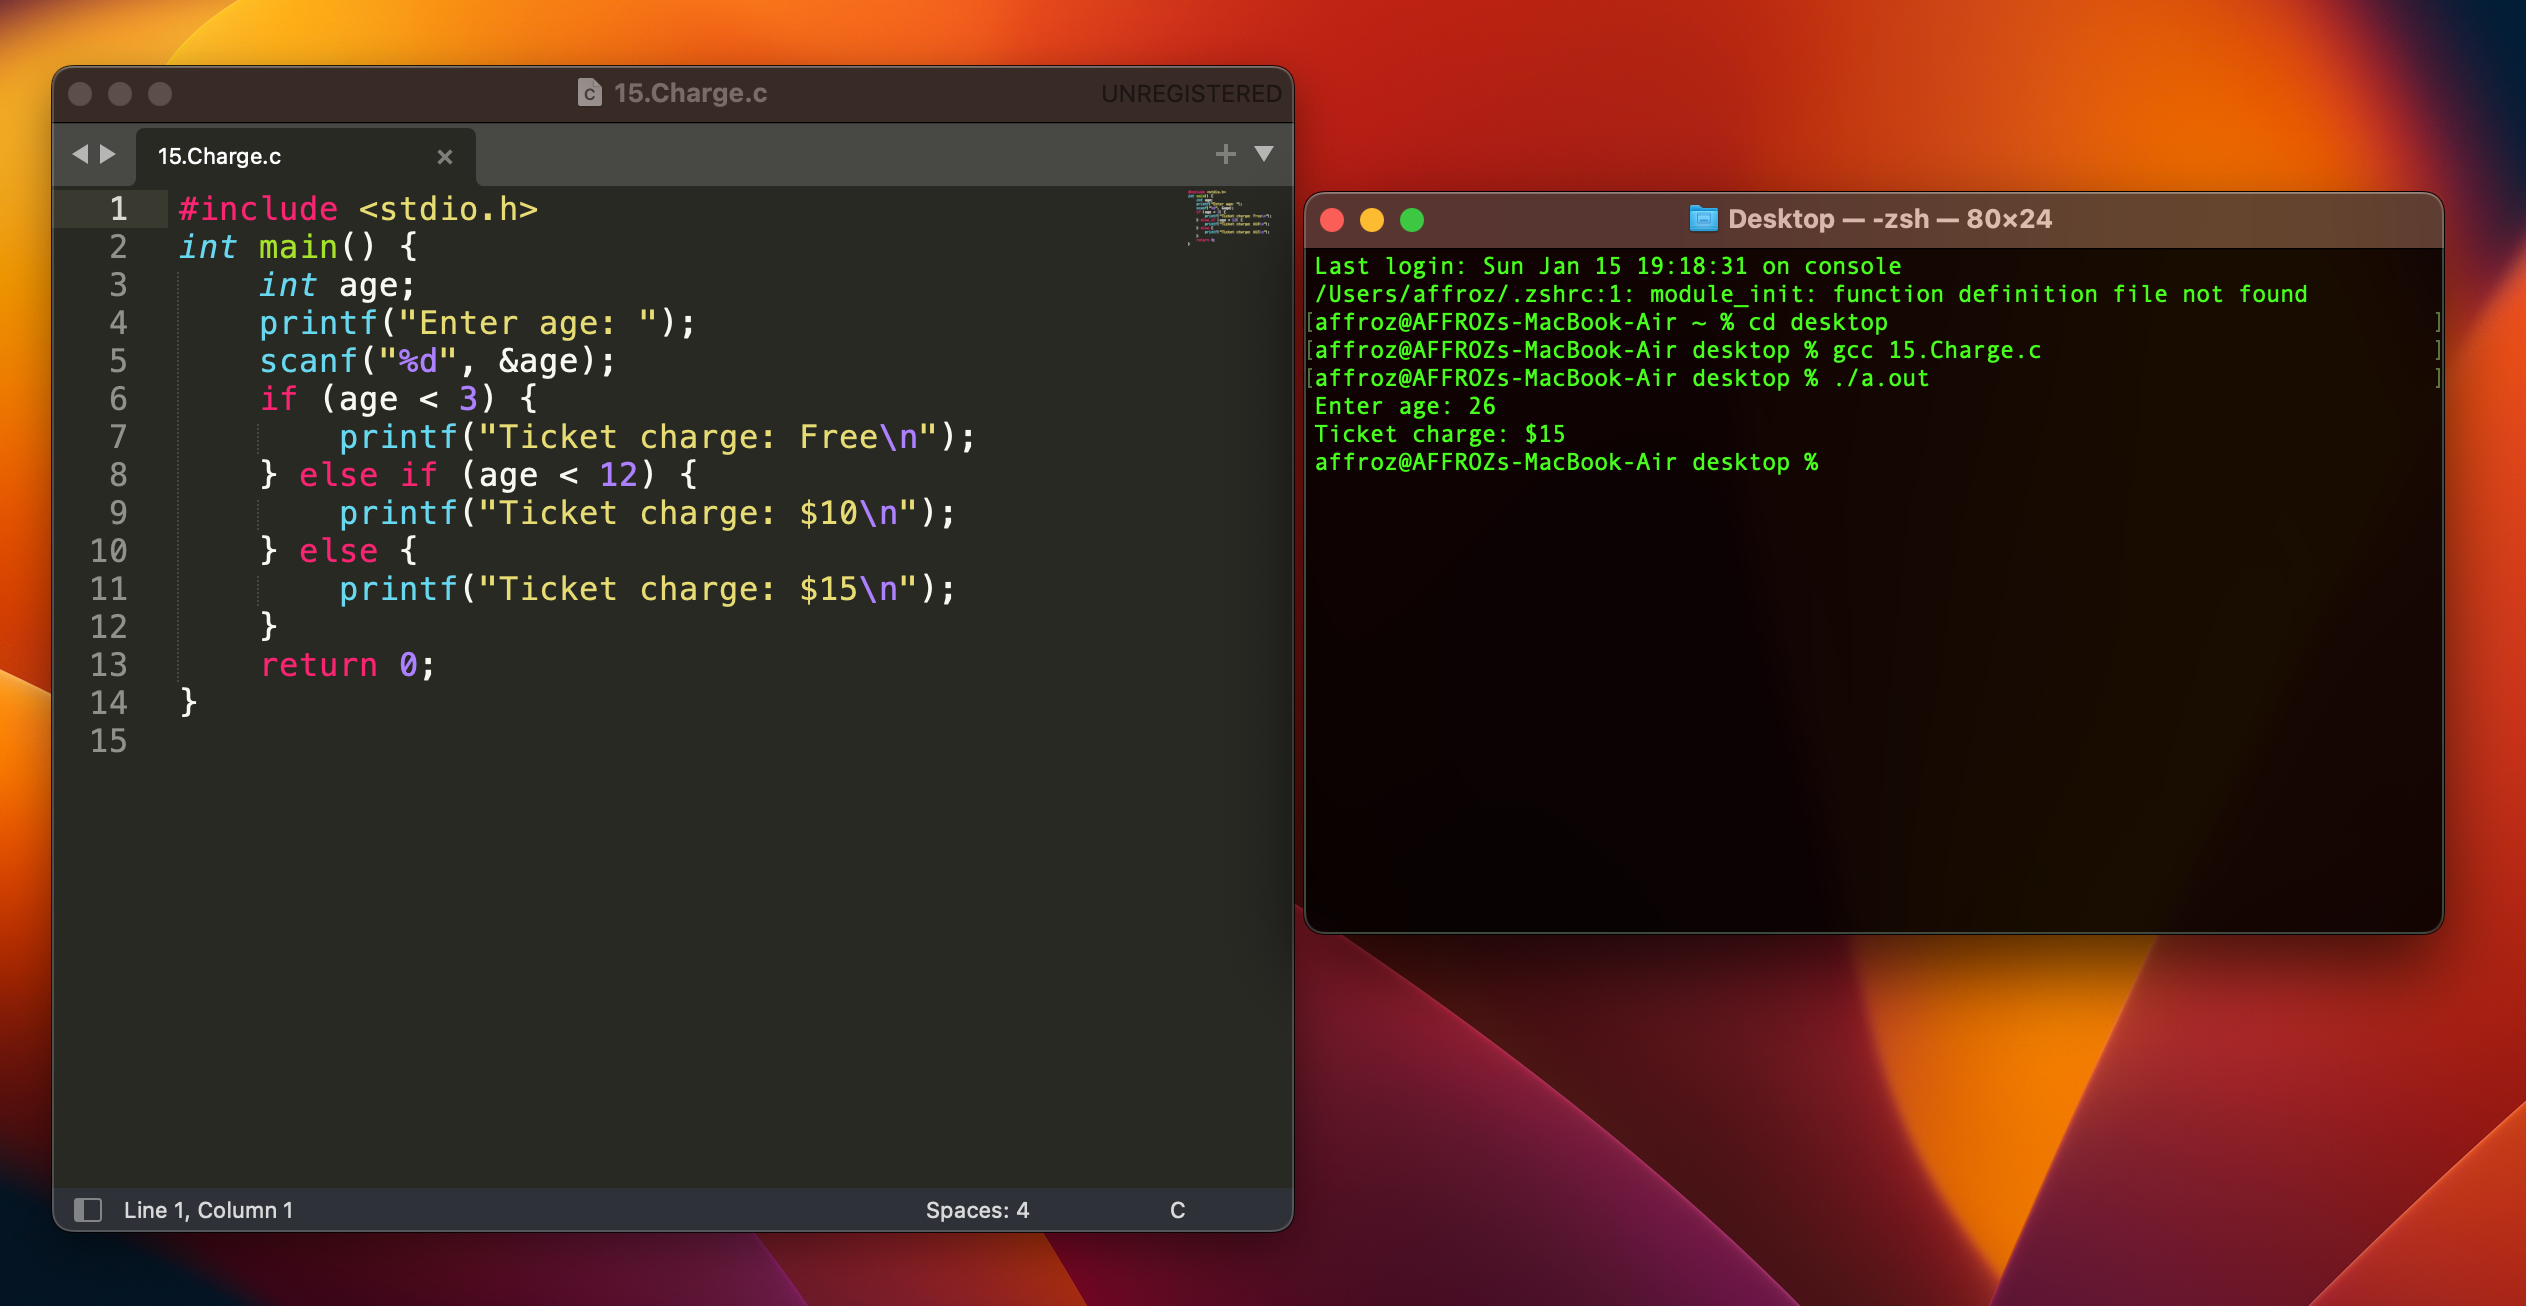 15.Charge.c
UNREGISTERED
15.Charge.c
1 #include <stdio.h>
2 int main() {
3     int age;
4     printf("Enter age: ");
5     scanf("%d", &age);
6     if (age < 3) {
7         printf("Ticket charge: Free\n");
8     } else if (age < 12) {
9         printf("Ticket charge: $10\n");
10     } else {
11         printf("Ticket charge: $15\n");
12     }
13     return 0;
14 }
15
Line 1, Column 1
Spaces: 4
C
Desktop — -zsh — 80×24
Last login: Sun Jan 15 19:18:31 on console
/Users/affroz/.zshrc:1: module_init: function definition file not found
[affroz@AFFROZs-MacBook-Air ~ % cd desktop ]
[affroz@AFFROZs-MacBook-Air desktop % gcc 15.Charge.c ]
[affroz@AFFROZs-MacBook-Air desktop % ./a.out ]
Enter age: 26
Ticket charge: $15
affroz@AFFROZs-MacBook-Air desktop %